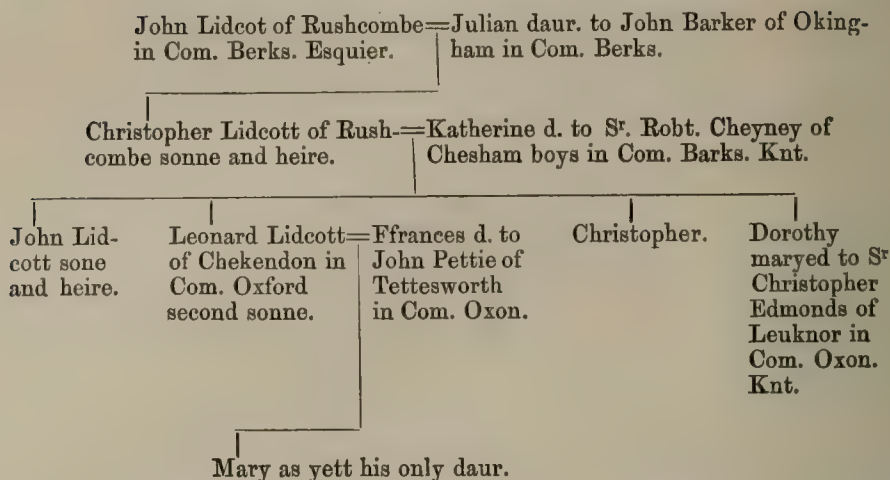 John Lidcot of Rushcombe=Julian daur. to John Barker of Oking-
in Com. Berks. Esquier.
ham in Com. Berks.
Christopher Lidcott of Rush-=Katherine d. to Sʳ. Robt. Cheyney of
combe sonne and heire.
Chesham boys in Com. Barks. Knt.
John Lid-
cott sone
and heire.
Leonard Lidcott=Ffrances d. to
of Chekendon in
Com. Oxford
second sonne.
John Pettie of
Tettesworth
in Com. Oxon.
Christopher.
Dorothy
maryed to Sʳ
Christopher
Edmonds of
Leuknor in
Com. Oxon.
Knt.
Mary as yett his only daur.